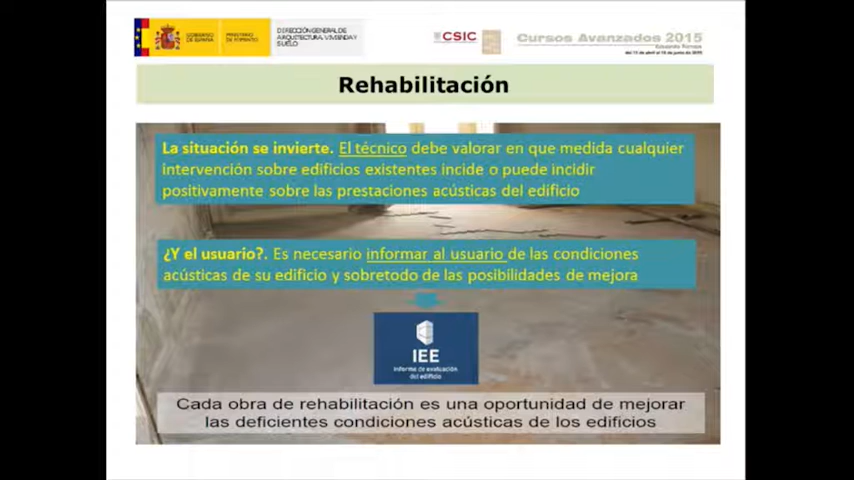 GOBIERNO DE ESPAÑA
MINISTERIO DE FOMENTO
DIRECCIÓN GENERAL DE
ARQUITECTURA, VIVIENDA Y
SUELO
CSIC
Cursos Avanzados 2015
Eduardo Torroja
Rehabilitación
La situación se invierte. El técnico debe valorar en que medida cualquier
intervención sobre edificios existentes incide o puede incidir
positivamente sobre las prestaciones acústicas del edificio
¿Y el usuario?. Es necesario informar al usuario de las condiciones
acústicas de su edificio y sobretodo de las posibilidades de mejora
IEE
informe de evaluación
del edificio
Cada obra de rehabilitación es una oportunidad de mejorar
las deficientes condiciones acústicas de los edificios